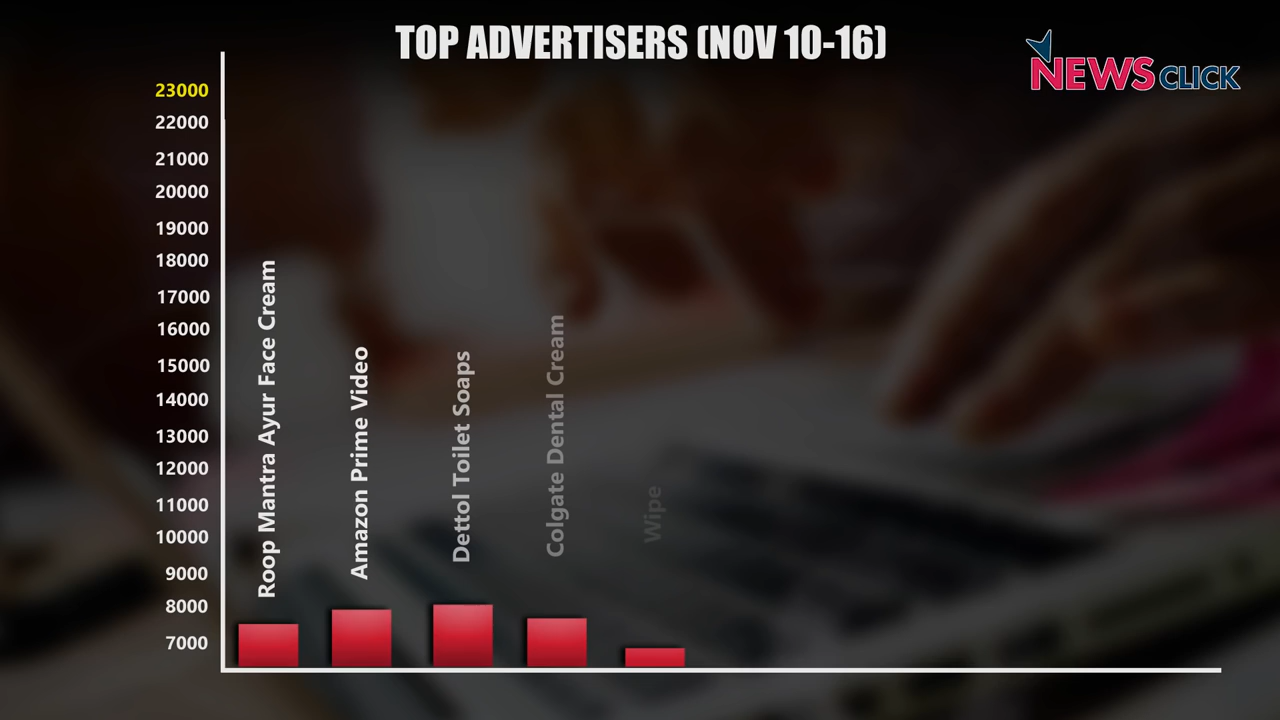 TOP ADVERTISERS (NOV 10-16)
NEWSCLICK
23000
22000
21000
20000
19000
18000
17000
16000
15000
14000
13000
12000
11000
10000
9000
8000
7000
Roop Mantra Ayur Face Cream
Amazon Prime Video
Dettol Toilet Soaps
Colgate Dental Cream
Wipe